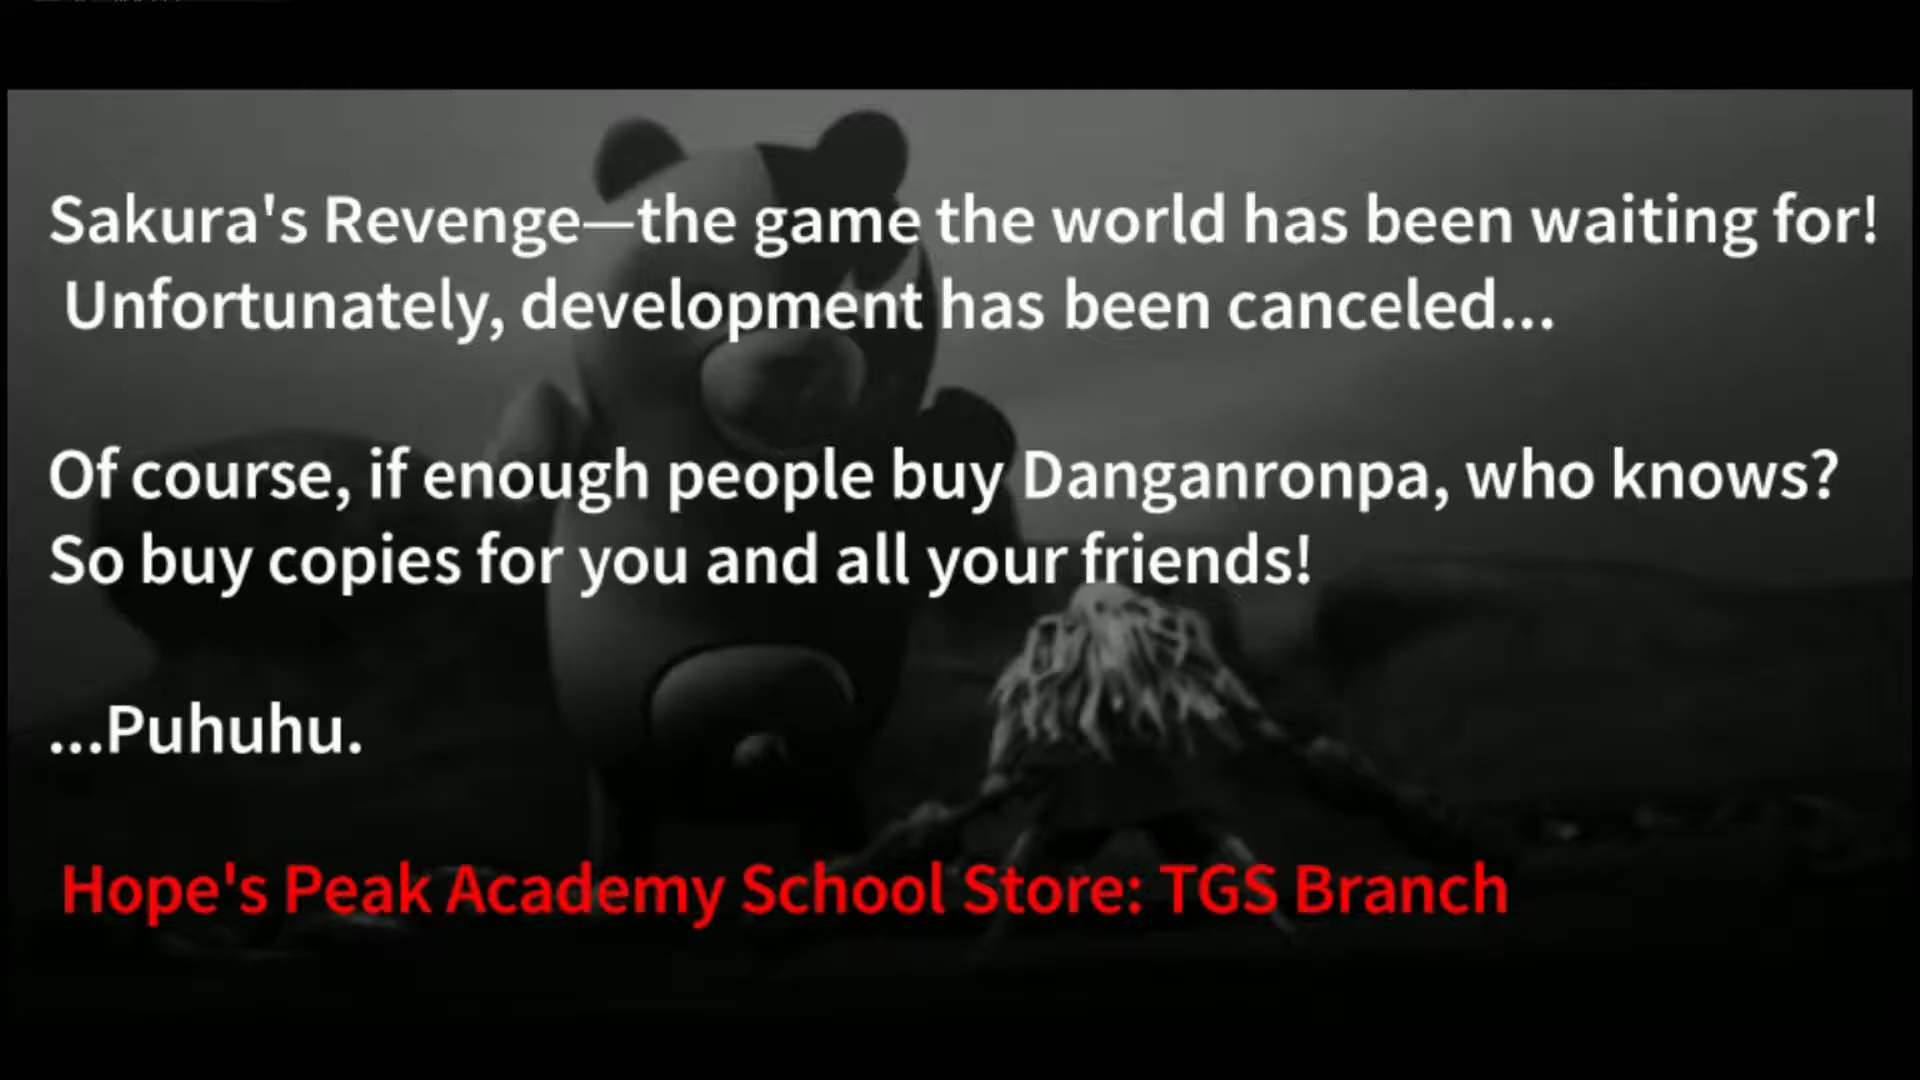 Sakura's Revenge—the game the world has been waiting for!
Unfortunately, development has been canceled...
Of course, if enough people buy Danganronpa, who knows?
So buy copies for you and all your friends!
...Puhuhu.
Hope's Peak Academy School Store: TGS Branch